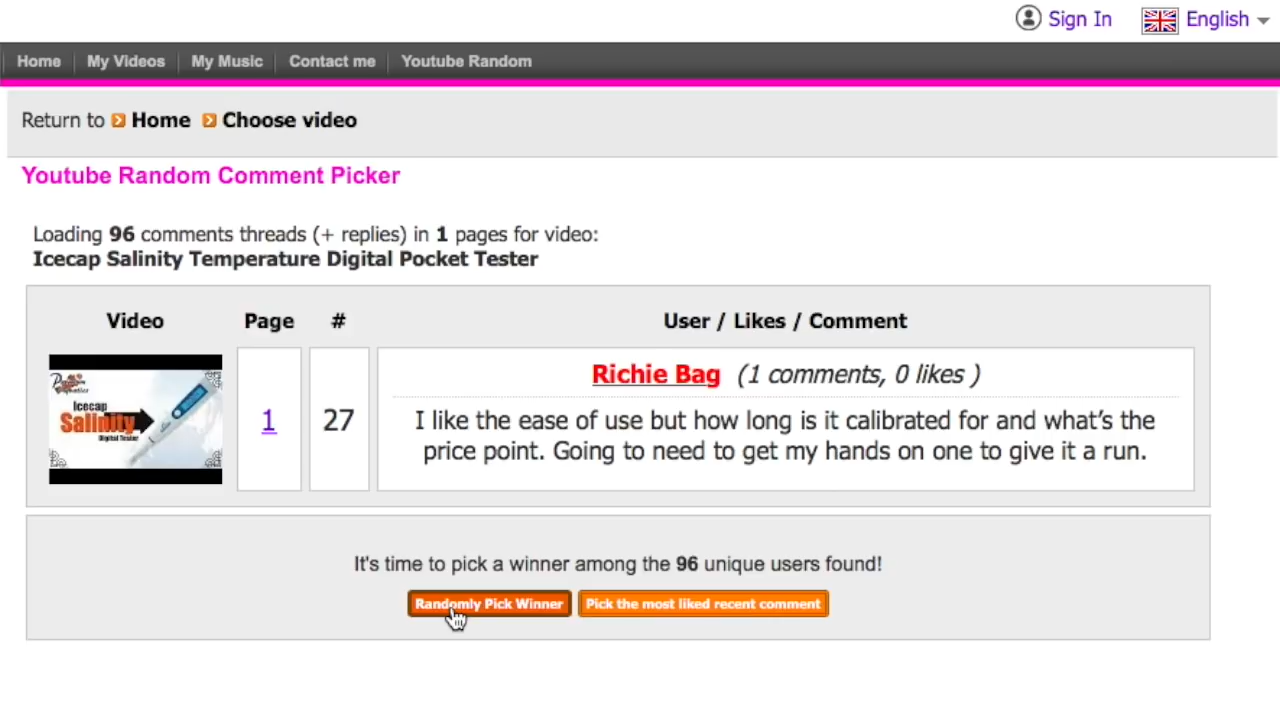 Sign In English
Home My Videos My Music Contact me Youtube Random
Return to Home Choose video
Youtube Random Comment Picker
Loading 96 comments threads (+ replies) in 1 pages for video:
Icecap Salinity Temperature Digital Pocket Tester
Video Page # User / Likes / Comment
Icecap
Salinity
Digital Tester
1
27
Richie Bag (1 comments, 0 likes )
I like the ease of use but how long is it calibrated for and what’s the
price point. Going to need to get my hands on one to give it a run.
It's time to pick a winner among the 96 unique users found!
Randomly Pick Winner Pick the most liked recent comment